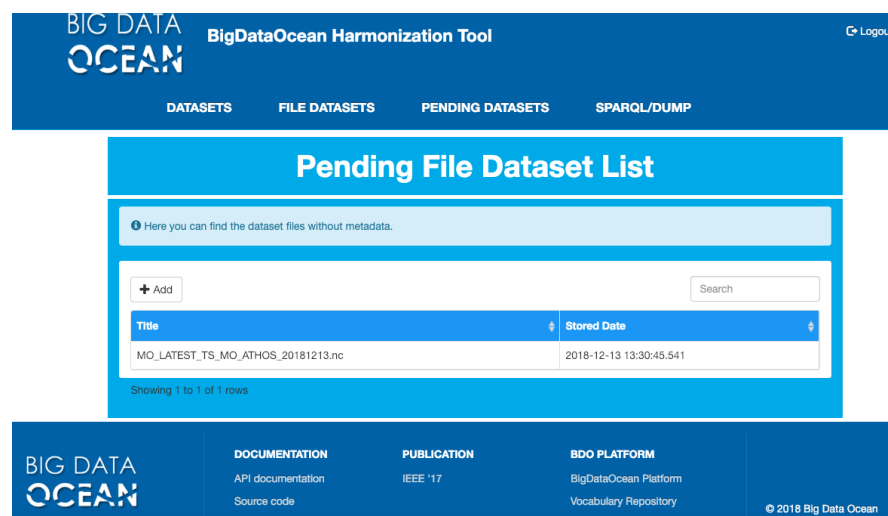 BIG DATA
OCEAN
BigDataOcean Harmonization Tool
Logou
DATASETS FILE DATASETS PENDING DATASETS SPARQL/DUMP
Pending File Dataset List
Here you can find the dataset files without metadata.
+ Add
Search
Title Stored Date
MO_LATEST_TS_MO_ATHOS_20181213.nc 2018-12-13 13:30:45.541
Showing 1 to 1 of 1 rows
BIG DATA
OCEAN
DOCUMENTATION
API documentation
Source code
PUBLICATION
IEEE '17
BDO PLATFORM
BigDataOcean Platform
Vocabulary Repository
© 2018 Big Data Ocean